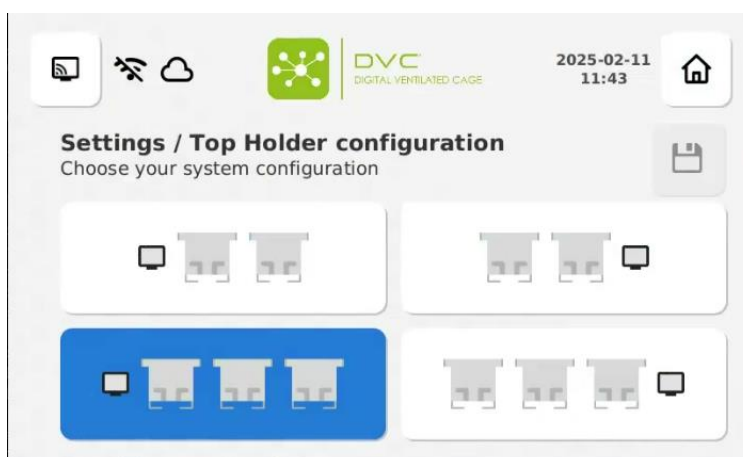 DVC
DIGITAL VENTILATED CAGE
2025-02-11
11:43
Settings / Top Holder configuration
Choose your system configuration